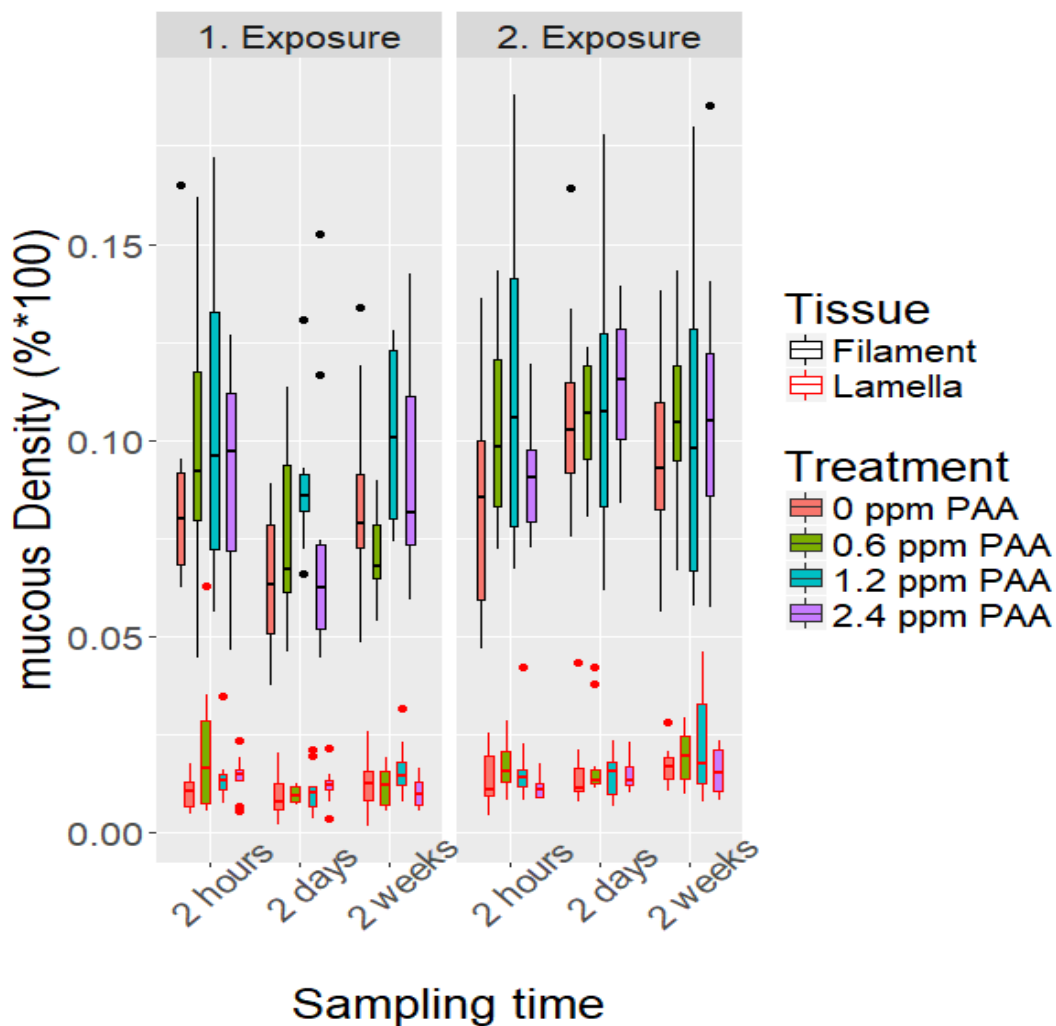 1. Exposure
2. Exposure
mucous Density (%*100)
0.15
0.10
0.05
0.00
2 hours
2 days
2 weeks
2 hours
2 days
2 weeks
Sampling time
Tissue
Filament
Lamella
Treatment
0 ppm PAA
0.6 ppm PAA
1.2 ppm PAA
2.4 ppm PAA